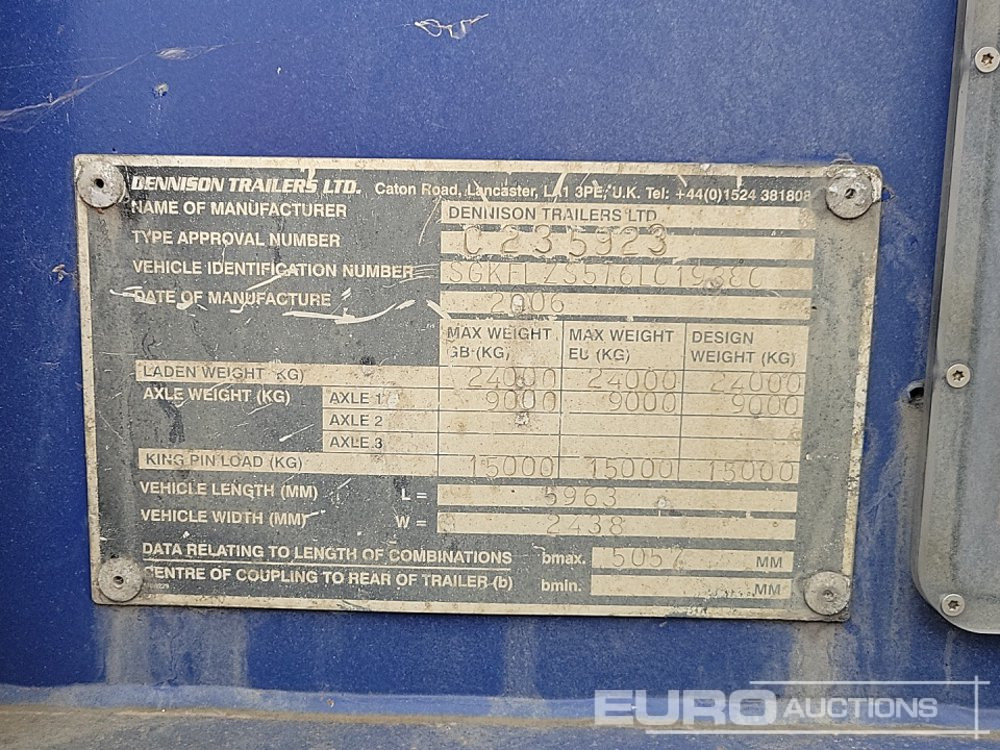 DENNISON TRAILERS LTD. Caton Road, Lancaster, LA1 3PE, U.K. Tel: +44(0)1524 381808
NAME OF MANUFACTURER DENNISON TRAILERS LTD
TYPE APPROVAL NUMBER C235923
VEHICLE IDENTIFICATION NUMBER
DATE OF MANUFACTURE 2006
MAX WEIGHT GB (KG) MAX WEIGHT EU (KG) DESIGN WEIGHT (KG)
LADEN WEIGHT KG) 24000 24000 24000
AXLE WEIGHT (KG) AXLE 1 9000 9000 9000
AXLE 2
AXLE 3
KING PIN LOAD (KG) 15000 15000 15000
VEHICLE LENGTH (MM) L = 5963
VEHICLE WIDTH (MM) W = 2438
DATA RELATING TO LENGTH OF COMBINATIONS bmax. 5057 MM
CENTRE OF COUPLING TO REAR OF TRAILER (b) bmin. MM
EURO AUCTIONS